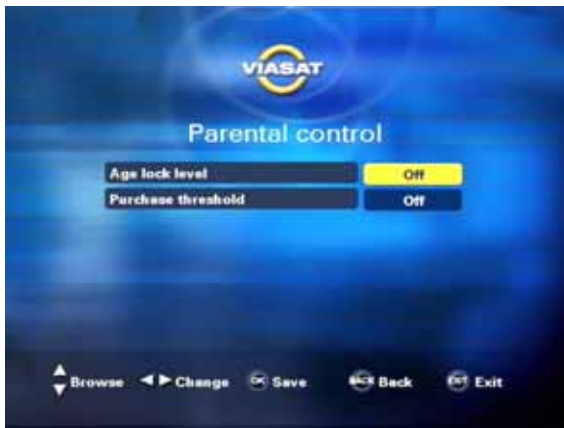 VIASAT
Parental control
Age lock level Off
Purchase threshold Off
Browse Change OK Save BACK Back EXIT Exit